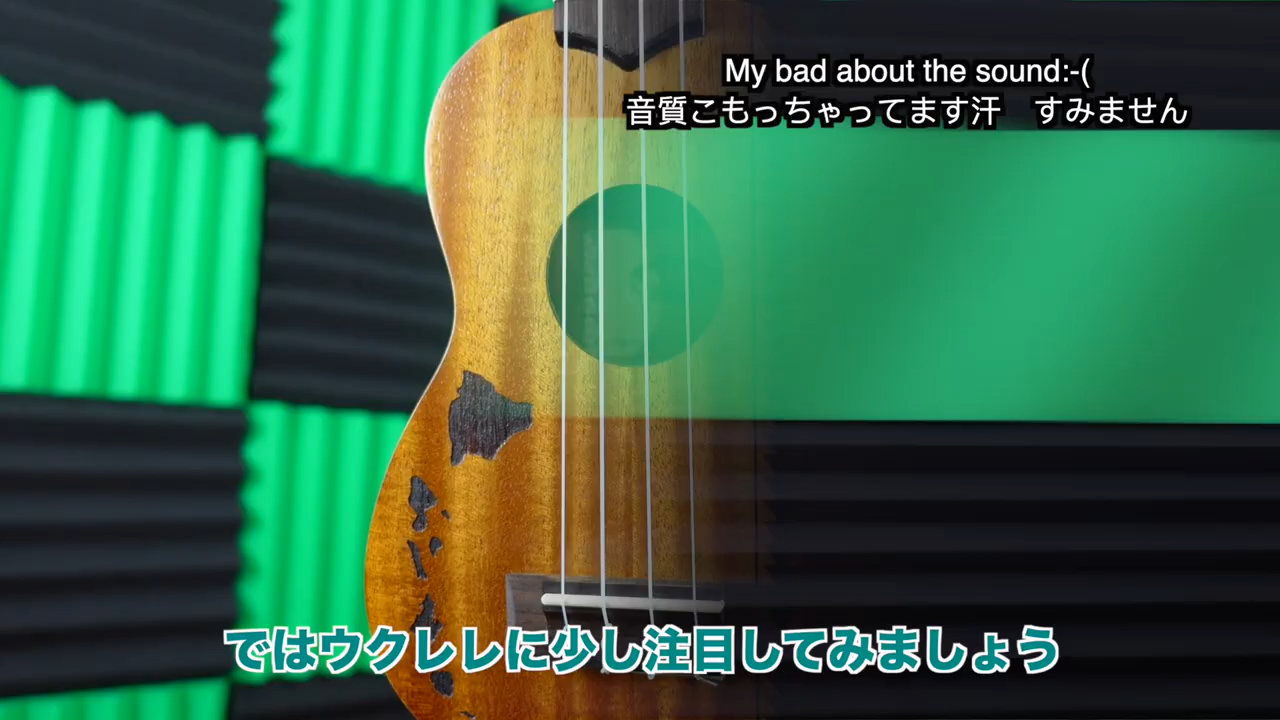 My bad about the sound:-(
音質こもっちゃってます汗　すみません
ではウクレレに少し注目してみましょう